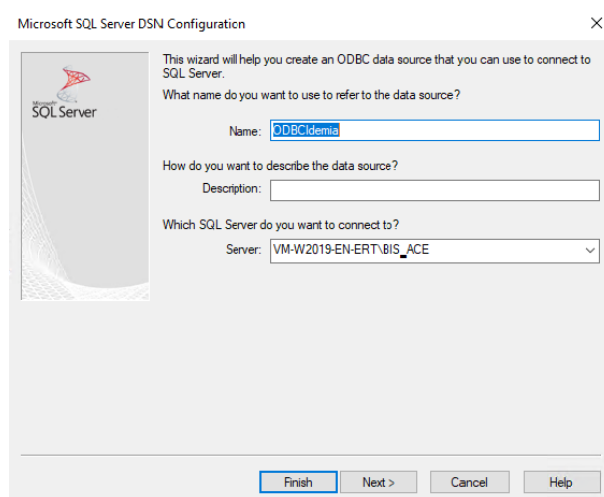 Microsoft SQL Server DSN Configuration
This wizard will help you create an ODBC data source that you can use to connect to
SQL Server.
What name do you want to use to refer to the data source?
Microsoft
SQL Server
Name: ODBCIdemia
How do you want to describe the data source?
Description:
Which SQL Server do you want to connect to?
Server: VM-W2019-EN-ERT\BIS_ACE
Finish Next > Cancel Help